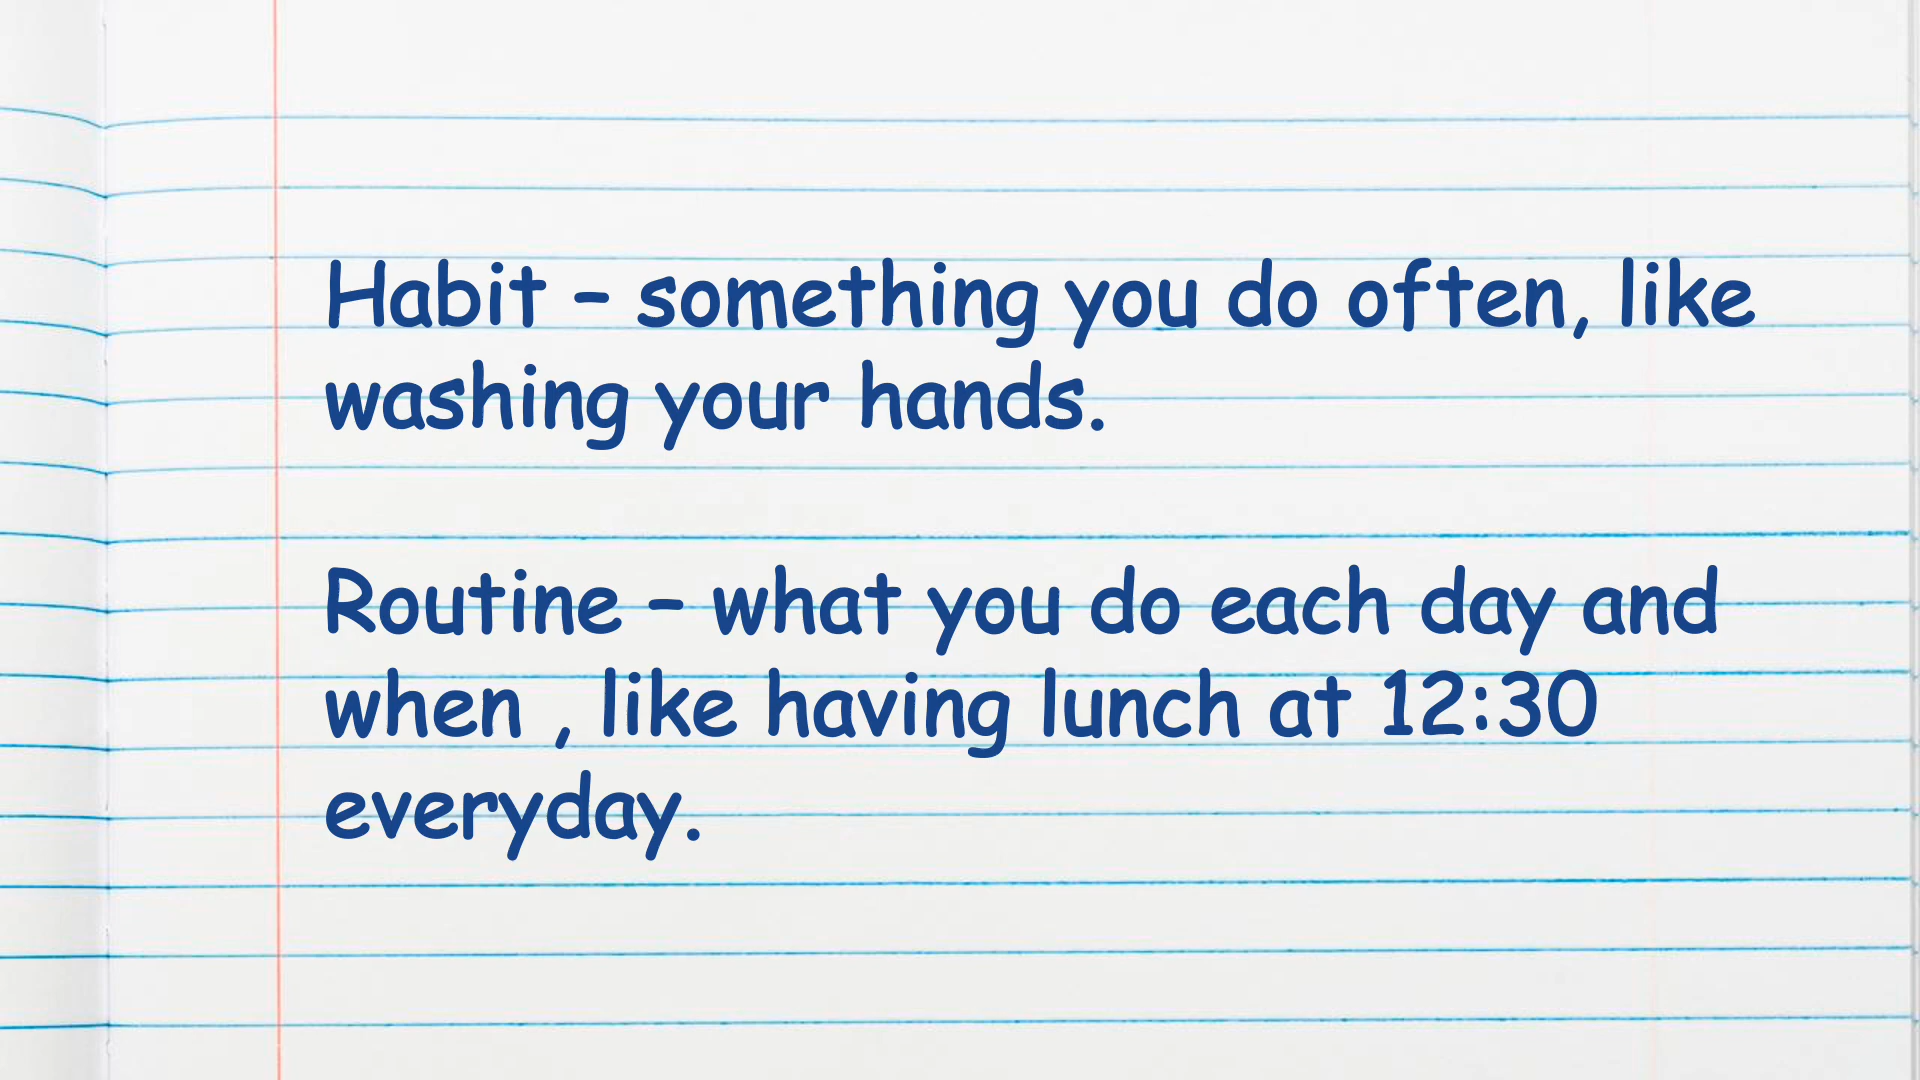 Habit – something you do often, like
washing your hands.
Routine – what you do each day and
when , like having lunch at 12:30
everyday.